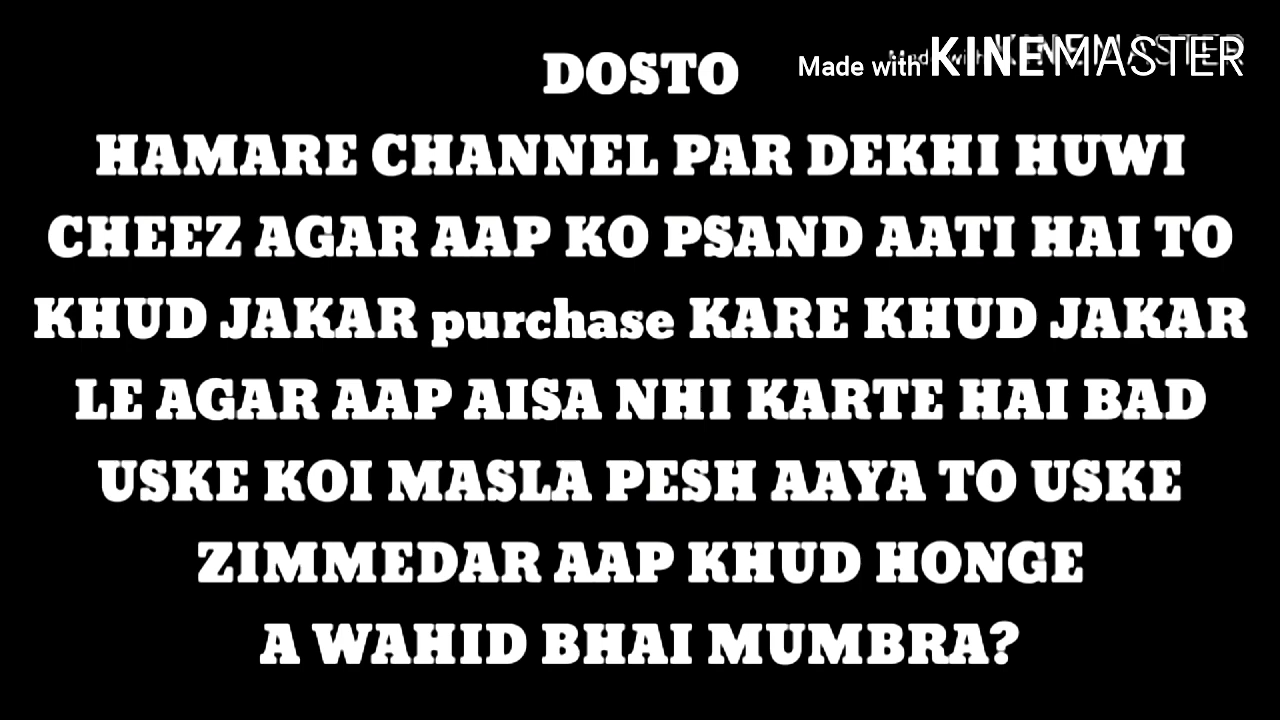 Made with KINEMASTER
DOSTO
HAMARE CHANNEL PAR DEKHI HUWI
CHEEZ AGAR AAP KO PSAND AATI HAI TO
KHUD JAKAR purchase KARE KHUD JAKAR
LE AGAR AAP AISA NHI KARTE HAI BAD
USKE KOI MASLA PESH AAYA TO USKE
ZIMMEDAR AAP KHUD HONGE
A WAHID BHAI MUMBRA?